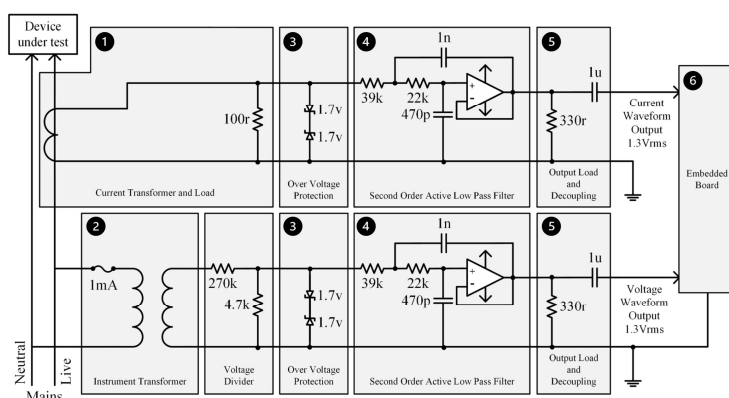 Device
under test
1
3
4
5
6
1n
1u
39k
22k
470p
+
-
100r
1.7v
1.7v
330r
Current
Waveform
Output
1.3Vrms
Embedded
Board
Current Transformer and Load
Over Voltage
Protection
Second Order Active Low Pass Filter
Output Load
and
Decoupling
2
3
4
5
1n
1u
1mA
270k
4.7k
1.7v
1.7v
39k
22k
470p
+
-
330r
Voltage
Waveform
Output
1.3Vrms
Neutral
Live
Mains
Instrument Transformer
Voltage
Divider
Over Voltage
Protection
Second Order Active Low Pass Filter
Output Load
and
Decoupling